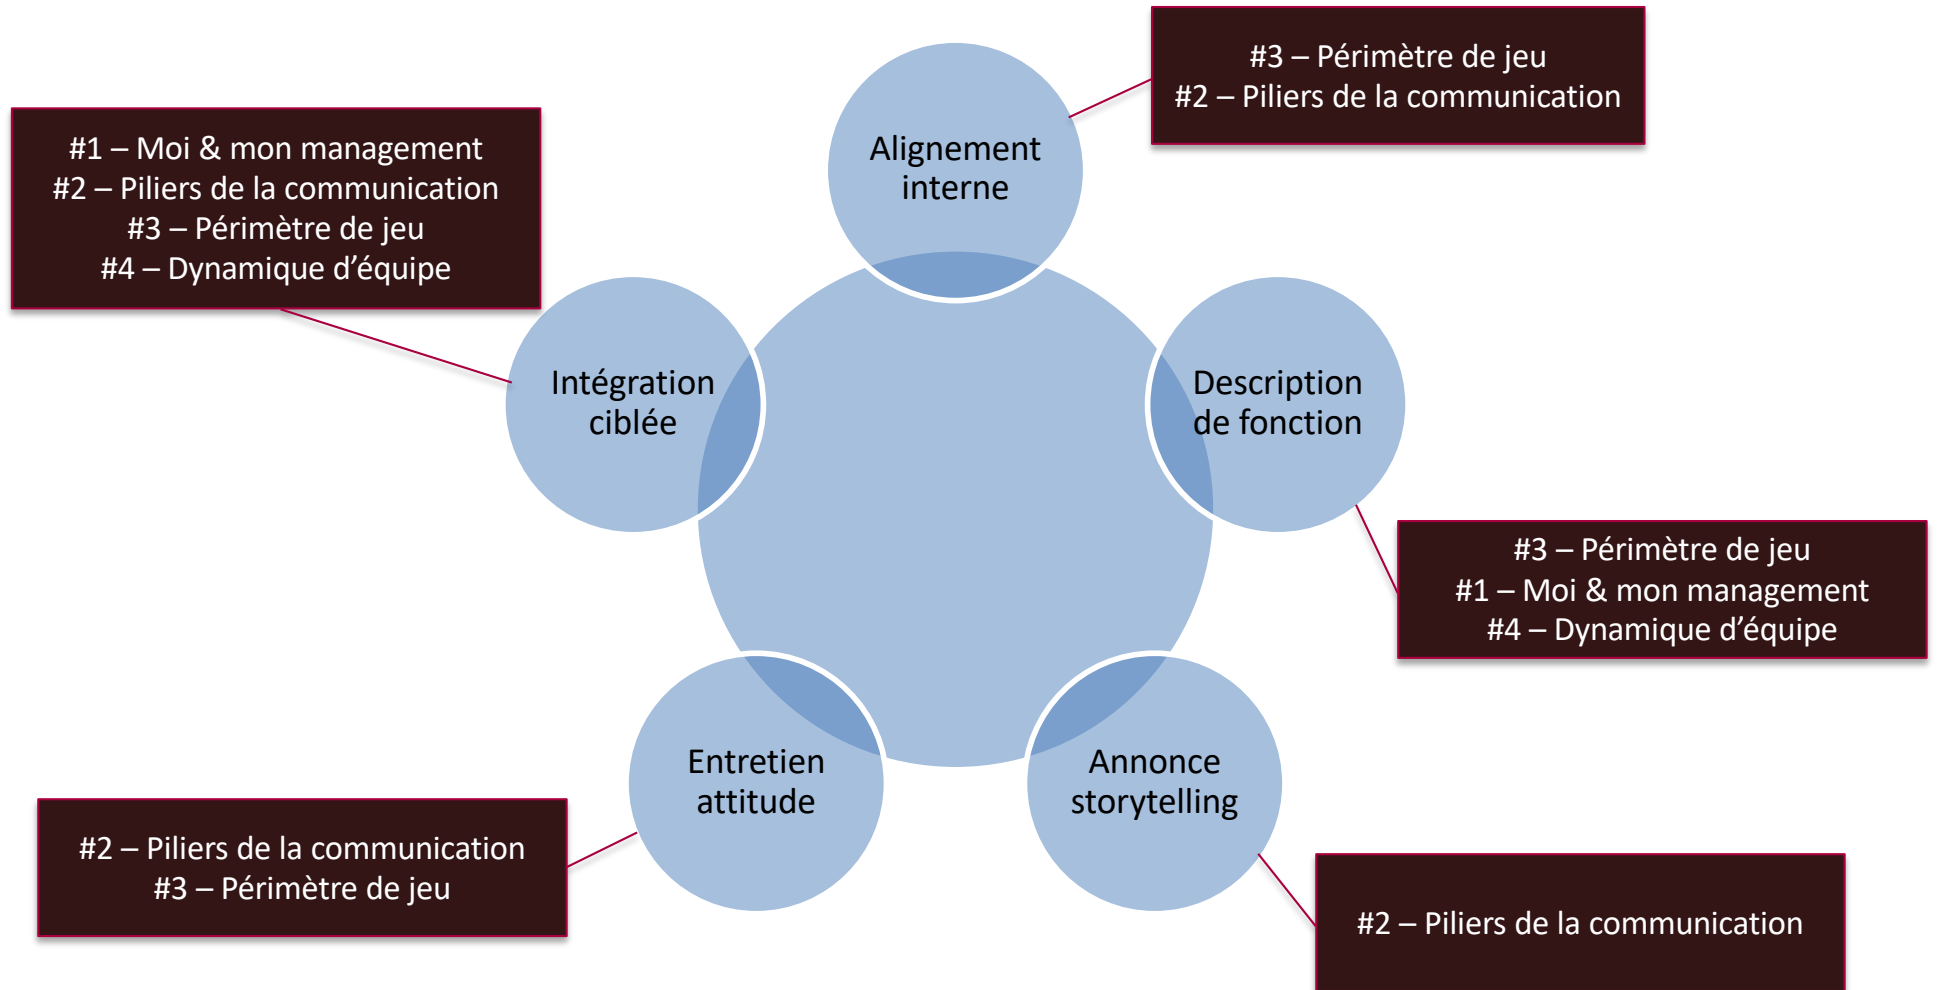 #3 – Périmètre de jeu
#2 – Piliers de la communication
Alignement
interne
#1 – Moi & mon management
#2 – Piliers de la communication
#3 – Périmètre de jeu
#4 – Dynamique d’équipe
Intégration
ciblée
Description
de fonction
#3 – Périmètre de jeu
#1 – Moi & mon management
#4 – Dynamique d’équipe
Entretien
attitude
Annonce
storytelling
#2 – Piliers de la communication
#3 – Périmètre de jeu
#2 – Piliers de la communication